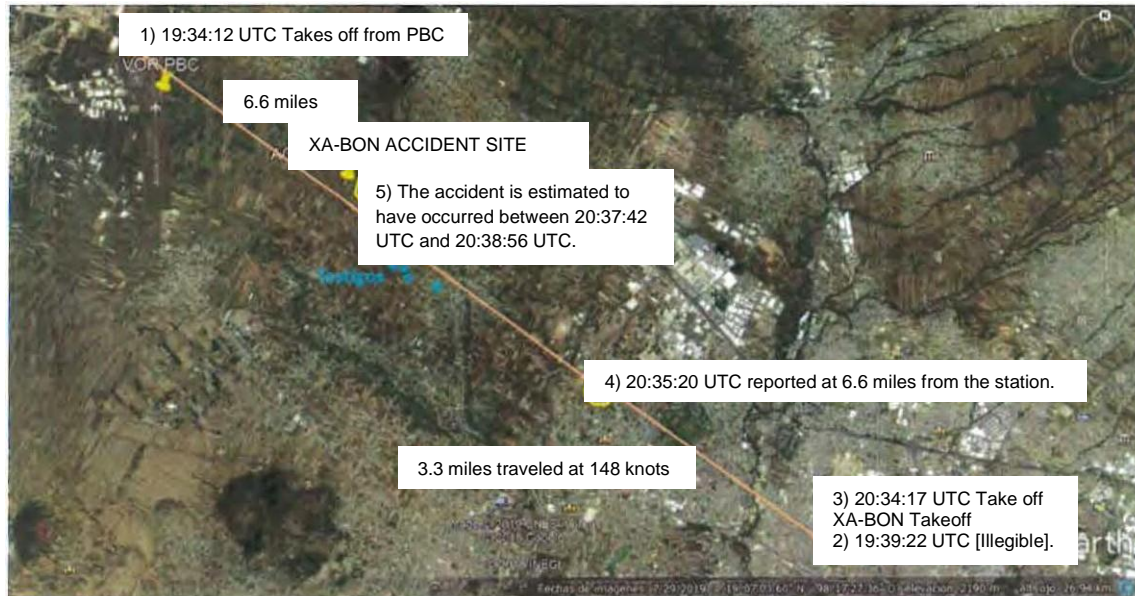 1) 19:34:12 UTC Takes off from PBC
VOR PBC
6.6 miles
XA-BON ACCIDENT SITE
5) The accident is estimated to
have occurred between 20:37:42
UTC and 20:38:56 UTC.
Testigos
4) 20:35:20 UTC reported at 6.6 miles from the station.
3.3 miles traveled at 148 knots
3) 20:34:17 UTC Take off
XA-BON Takeoff
2) 19:39:22 UTC [Illegible].
arth
INEGI
N